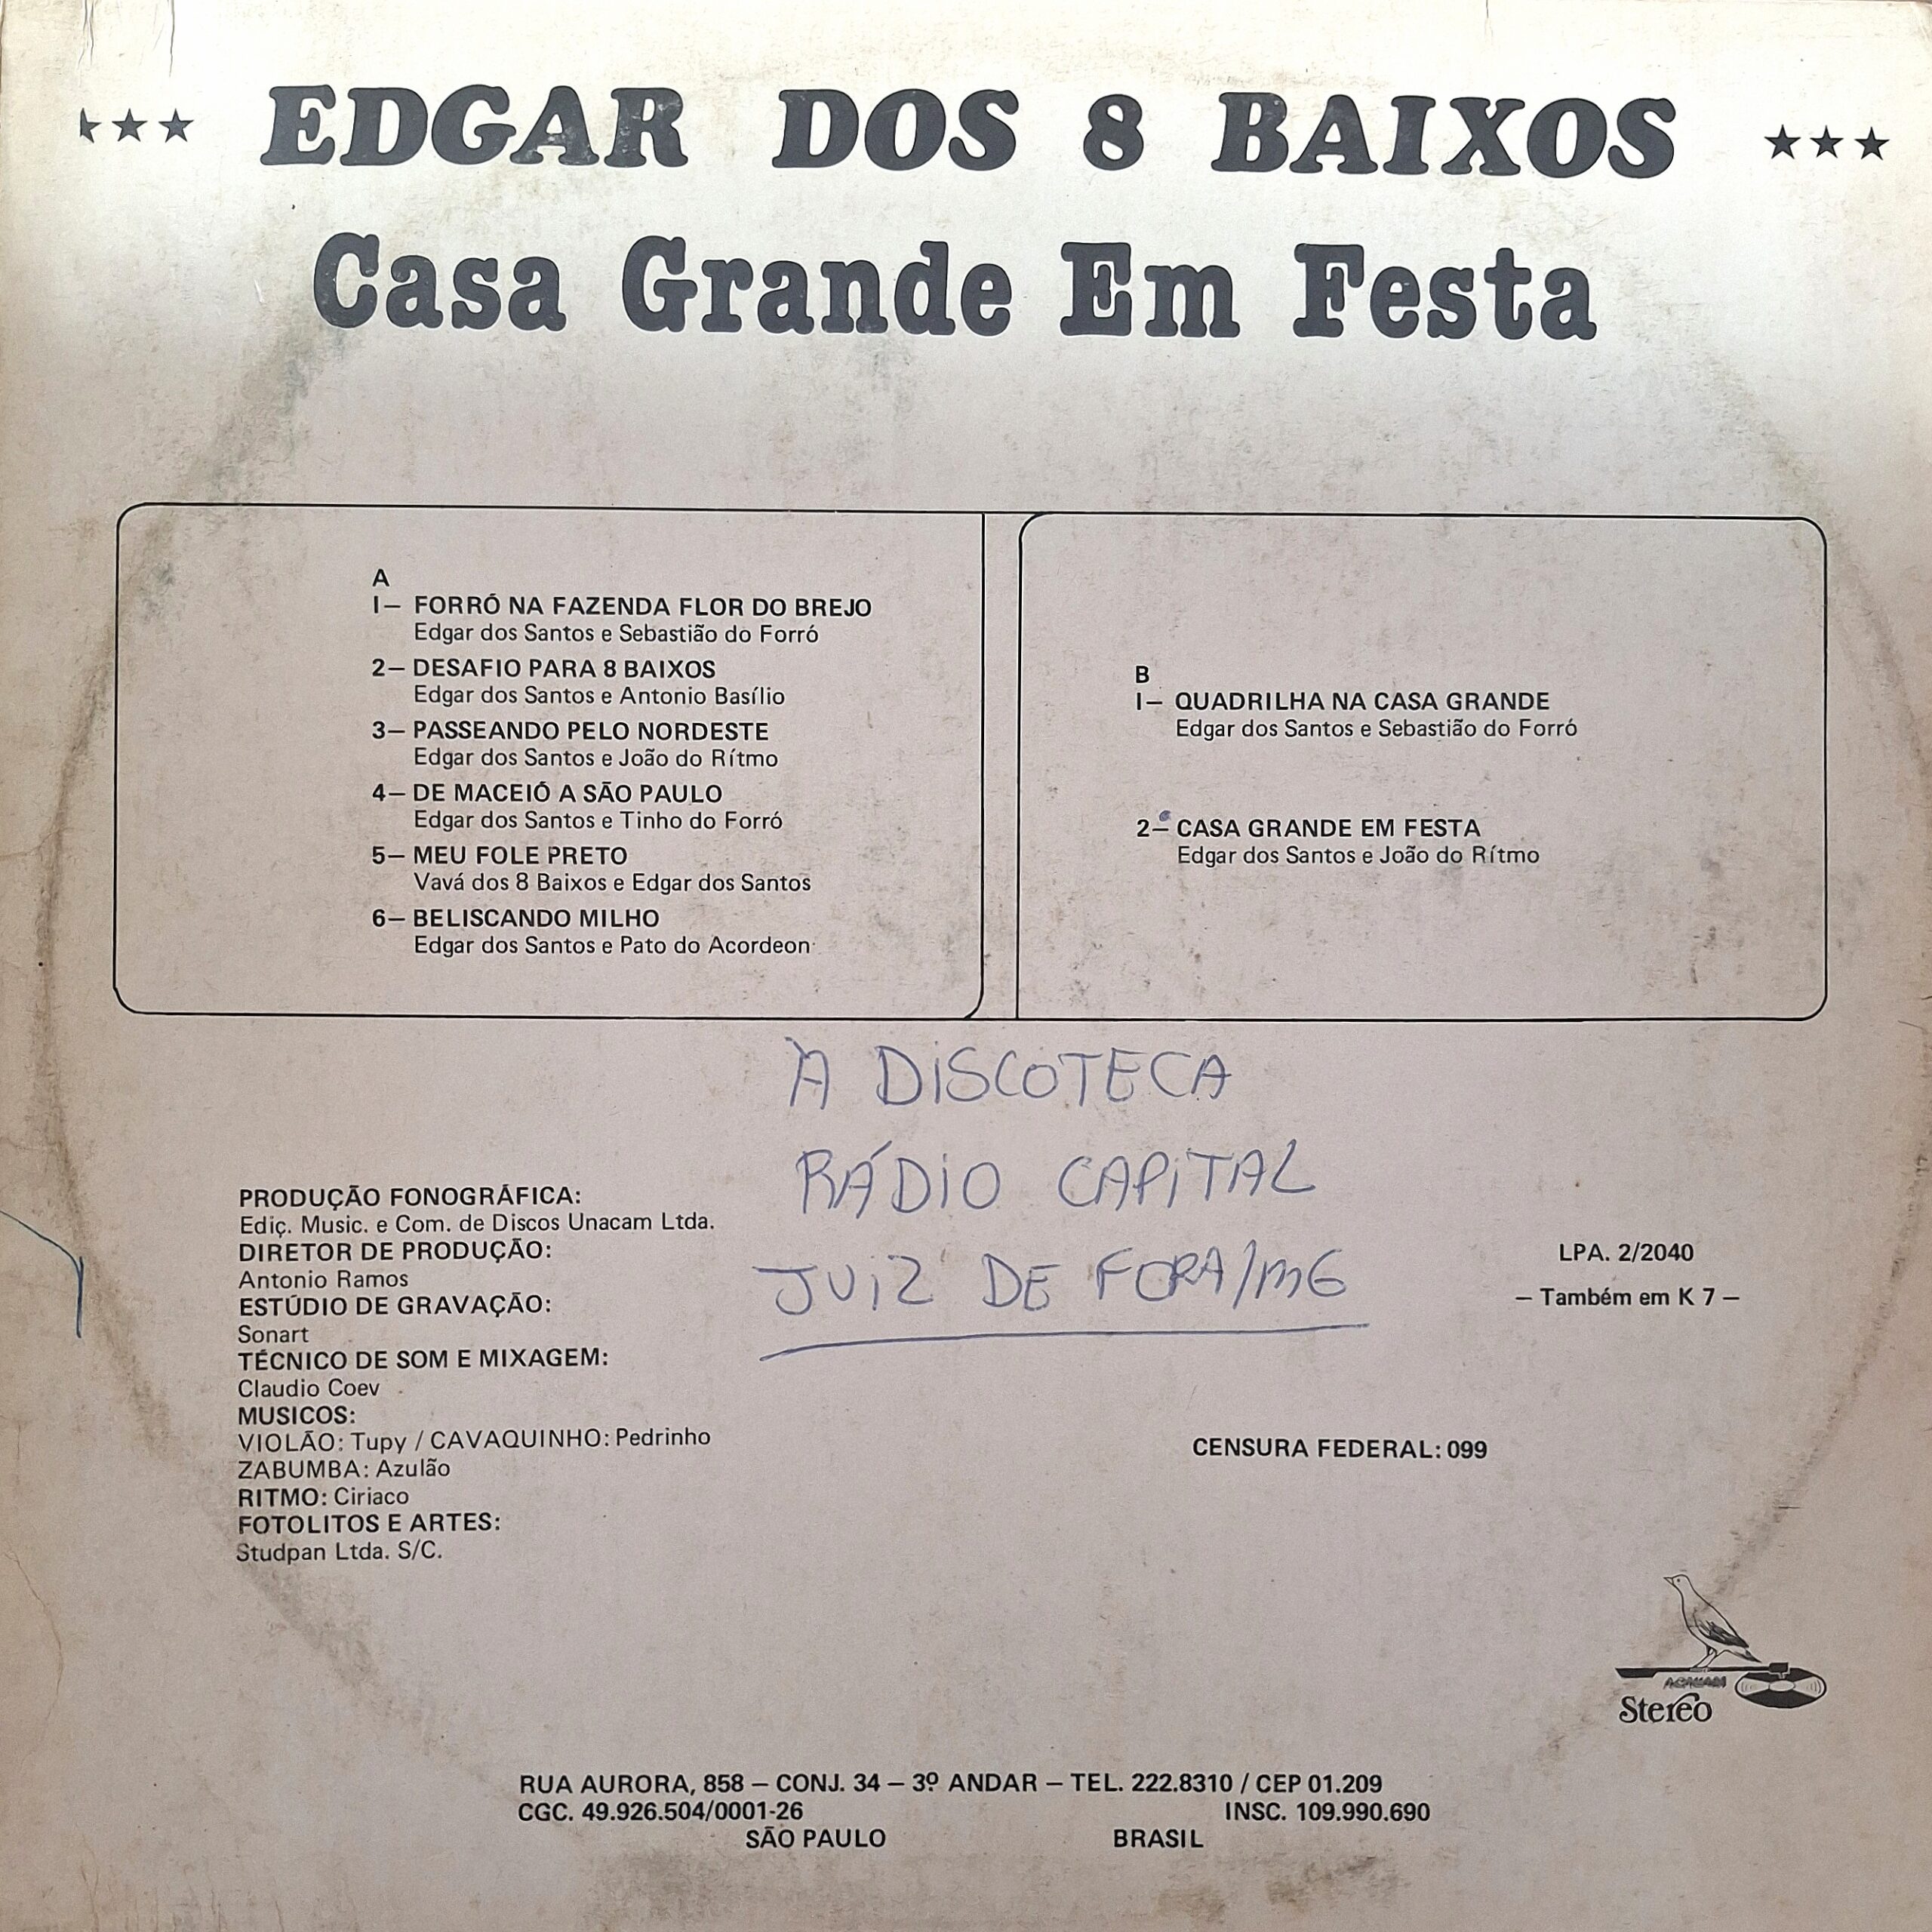 ★★★ EDGAR DOS 8 BAIXOS ★★★
Casa Grande Em Festa
A
1– FORRÓ NA FAZENDA FLOR DO BREJO
Edgar dos Santos e Sebastião do Forró
2– DESAFIO PARA 8 BAIXOS
Edgar dos Santos e Antonio Basílio
3– PASSEANDO PELO NORDESTE
Edgar dos Santos e João do Rítmo
4– DE MACEIÓ A SÃO PAULO
Edgar dos Santos e Tinho do Forró
5– MEU FOLE PRETO
Vavá dos 8 Baixos e Edgar dos Santos
6– BELISCANDO MILHO
Edgar dos Santos e Pato do Acordeon
B
1– QUADRILHA NA CASA GRANDE
Edgar dos Santos e Sebastião do Forró
2– CASA GRANDE EM FESTA
Edgar dos Santos e João do Rítmo
À DISCOTECA
RÁDIO CAPITAL
JUIZ DE FORA/MG
PRODUÇÃO FONOGRÁFICA:
Ediç. Music. e Com. de Discos Unacam Ltda.
DIRETOR DE PRODUÇÃO:
Antonio Ramos
ESTÚDIO DE GRAVAÇÃO:
Sonart
TÉCNICO DE SOM E MIXAGEM:
Claudio Coev
MUSICOS:
VIOLÃO: Tupy / CAVAQUINHO: Pedrinho
ZABUMBA: Azulão
RITMO: Ciriaco
FOTOLITOS E ARTES:
Studpan Ltda. S/C.
LPA. 2/2040
– Também em K 7 –
CENSURA FEDERAL: 099
Stereo
RUA AURORA, 858 – CONJ. 34 – 3º ANDAR – TEL. 222.8310 / CEP 01.209
CGC. 49.926.504/0001-26 INSC. 109.990.690
SÃO PAULO BRASIL